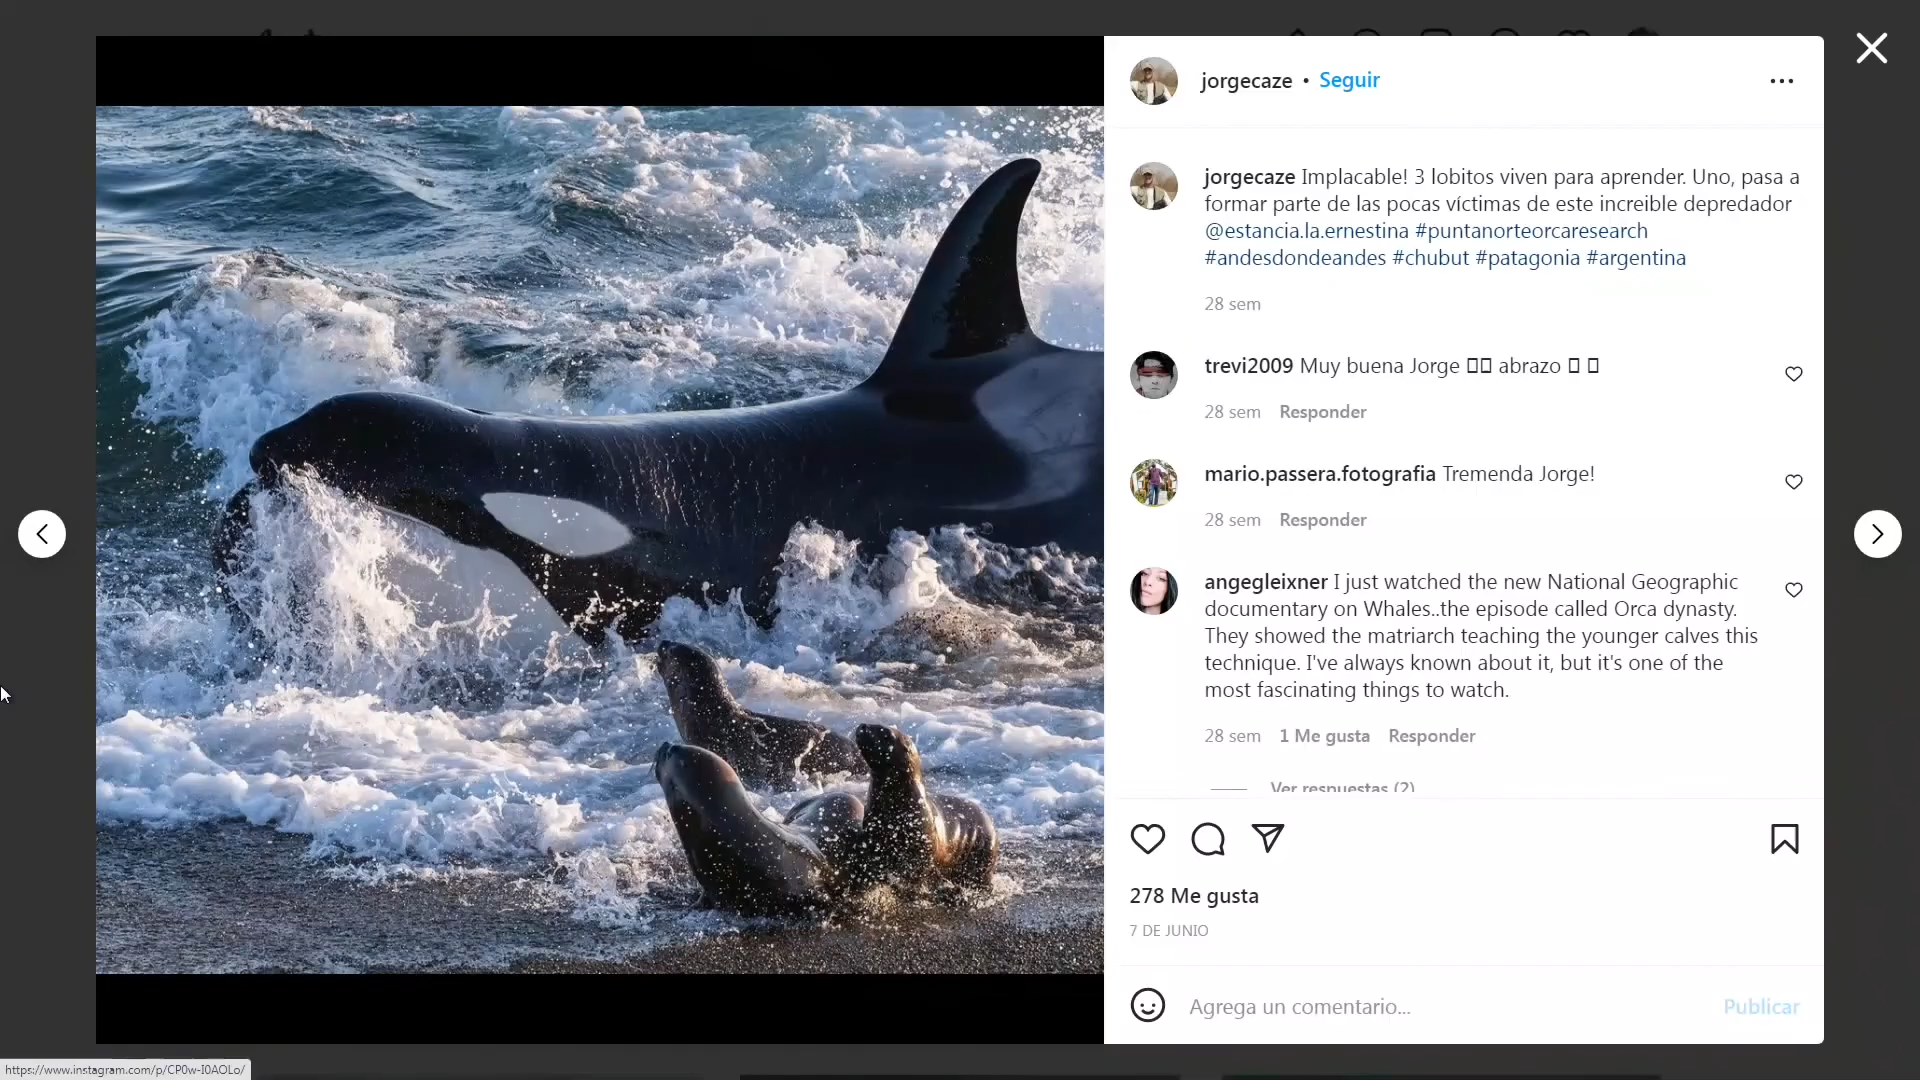 jorgecaze • Seguir
jorgecaze Implacable! 3 lobitos viven para aprender. Uno, pasa a
formar parte de las pocas víctimas de este increible depredador
@estancia.la.ernestina #puntanorteorcaresearch
#andesdondeandes #chubut #patagonia #argentina
28 sem
trevi2009 Muy buena Jorge abrazo
28 sem Responder
mario.passera.fotografia Tremenda Jorge!
28 sem Responder
angegleixner I just watched the new National Geographic
documentary on Whales..the episode called Orca dynasty.
They showed the matriarch teaching the younger calves this
technique. I've always known about it, but it's one of the
most fascinating things to watch.
28 sem 1 Me gusta Responder
Ver respuestas (2)
278 Me gusta
7 DE JUNIO
Agrega un comentario... Publicar
https://www.instagram.com/p/CP0w-I0AOLo/